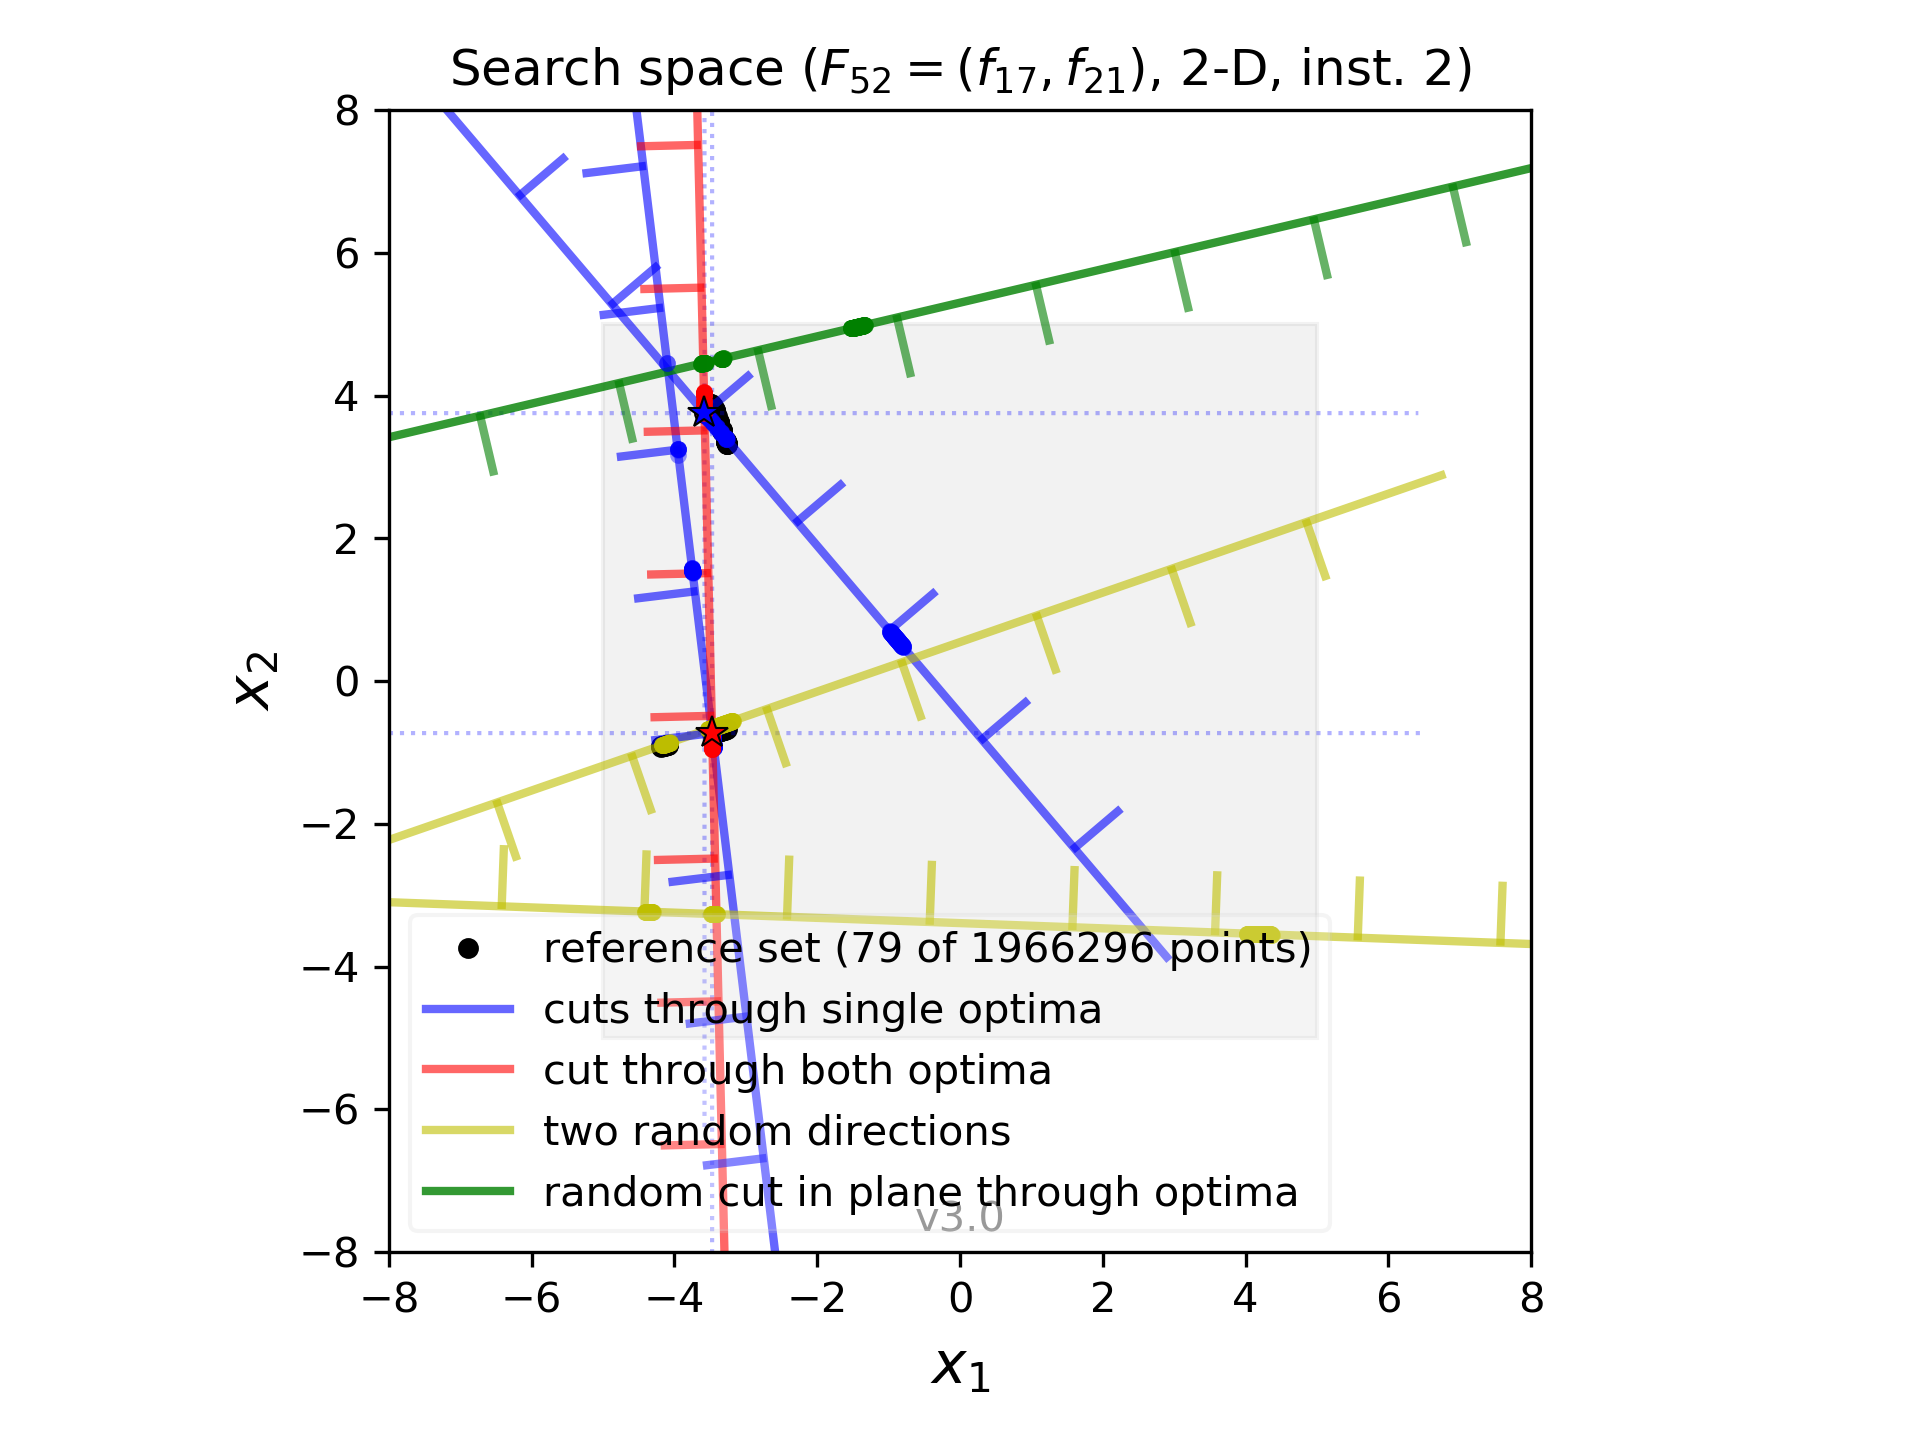 Search space (F52 = (f17, f21), 2-D, inst. 2)
8
6
4
2
0
−2
−4
−6
−8
x2
reference set (79 of 1966296 points)
cuts through single optima
cut through both optima
two random directions
random cut in plane through optima
v3.0
−8 −6 −4 −2 0 2 4 6 8
x1